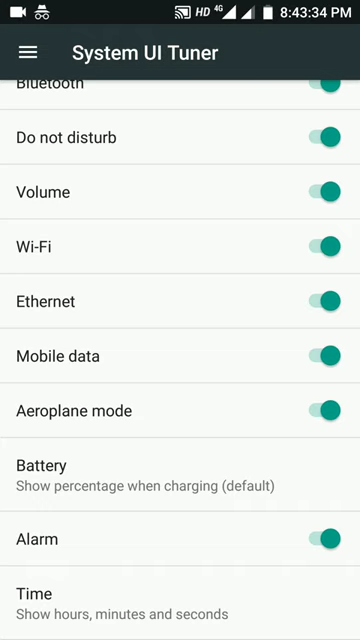 HD 4G 8:43:34 PM
System UI Tuner
Bluetooth
Do not disturb
Volume
Wi-Fi
Ethernet
Mobile data
Aeroplane mode
Battery
Show percentage when charging (default)
Alarm
Time
Show hours, minutes and seconds